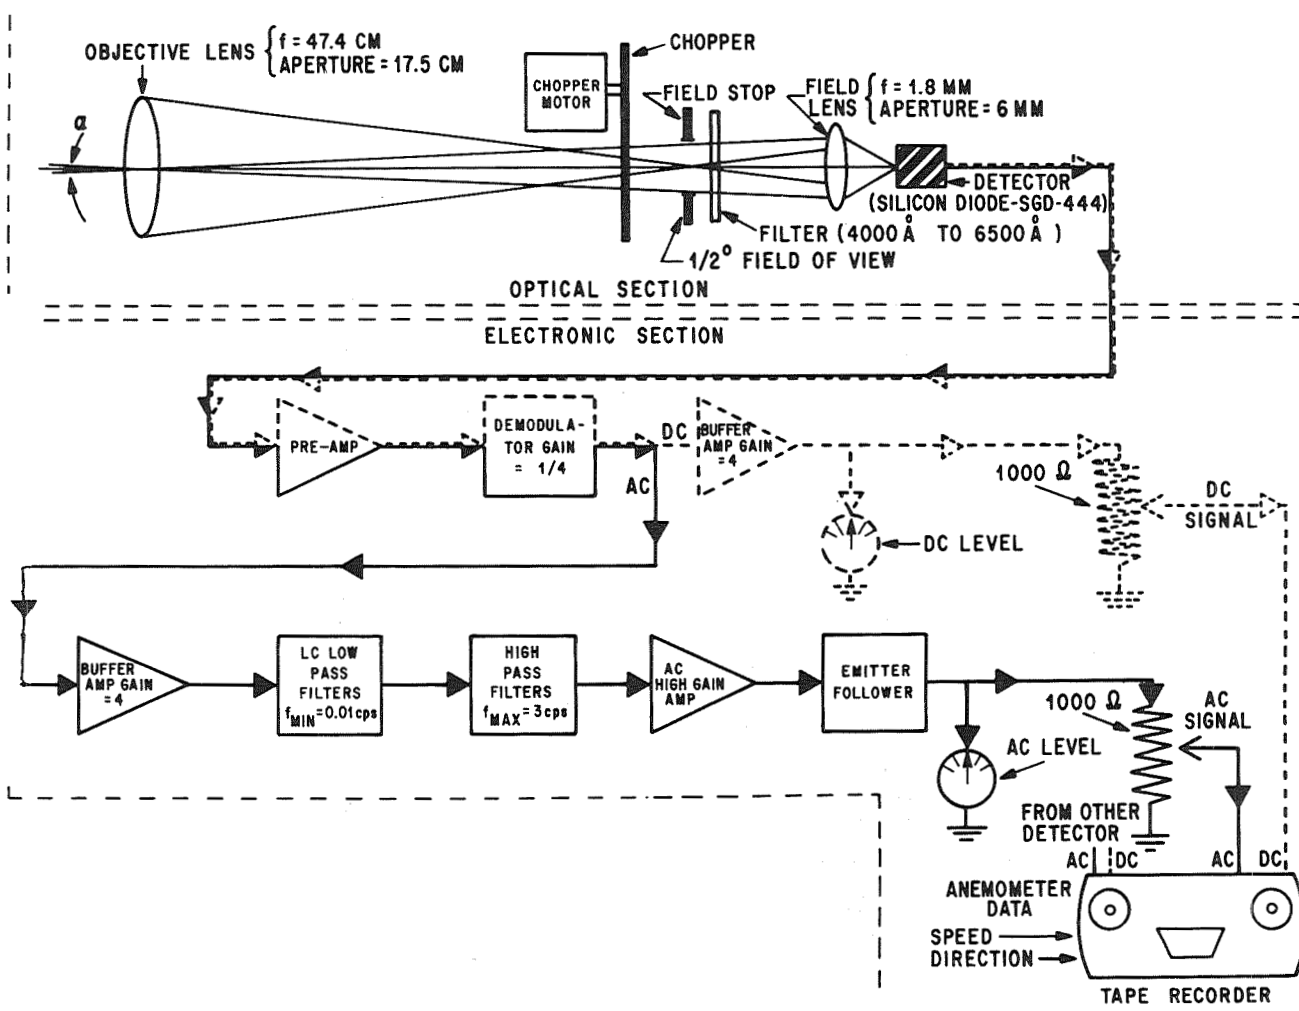 OBJECTIVE LENS { f = 47.4 CM
APERTURE = 17.5 CM
α
CHOPPER
CHOPPER
MOTOR
FIELD STOP
FIELD
LENS { f = 1.8 MM
APERTURE = 6 MM
DETECTOR
(SILICON DIODE-SGD-444)
FILTER (4000Å TO 6500Å)
1/2° FIELD OF VIEW
OPTICAL SECTION
ELECTRONIC SECTION
PRE-AMP
DEMODULA-
TOR GAIN
= 1/4
DC
AC
BUFFER
AMP GAIN
=4
1000 Ω
DC
SIGNAL
DC LEVEL
BUFFER
AMP GAIN
=4
LC LOW
PASS
FILTERS
fMIN = 0.01cps
HIGH
PASS
FILTERS
fMAX = 3cps
AC
HIGH GAIN
AMP
EMITTER
FOLLOWER
1000 Ω
AC
SIGNAL
AC LEVEL
FROM OTHER
DETECTOR
AC DC
AC DC
ANEMOMETER
DATA
SPEED
DIRECTION
TAPE RECORDER